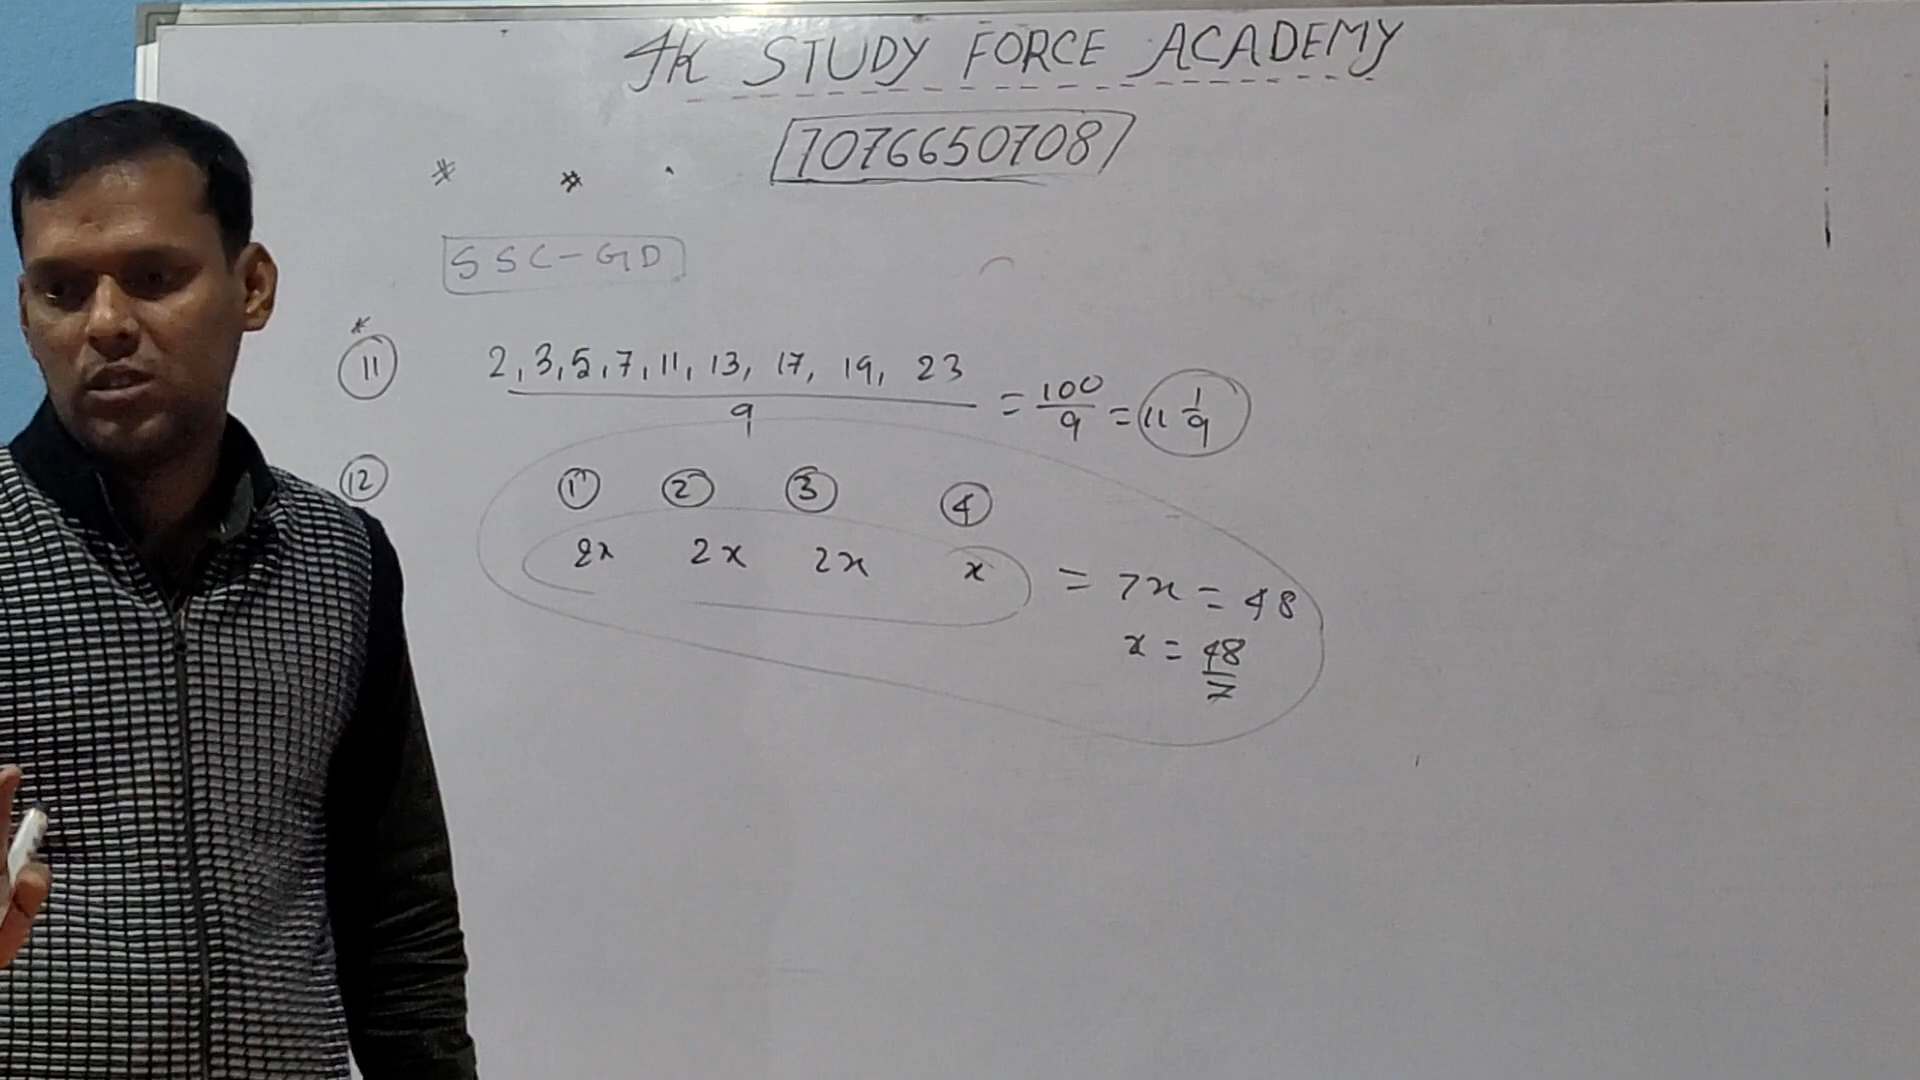 JK STUDY FORCE ACADEMY
7076650708
* * .
SSC-GD
*
11 2, 3, 5, 7, 11, 13, 17, 19, 23 / 9 = 100/9 = 11 1/9
12 1 2 3 4
2x 2x 2x x = 7x = 48
x = 48/7